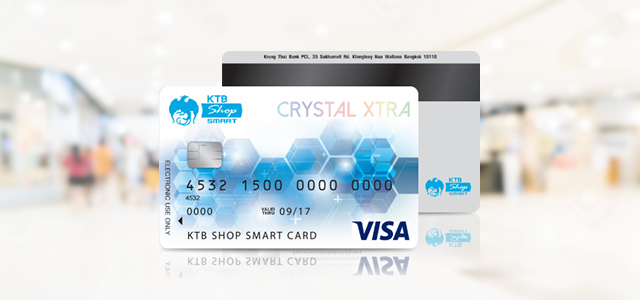 Krung Thai Bank PCL, 35 Sukhumvit Rd. Klongtoey Nua Wattana Bangkok 10110
KTB
Shop
SMART
CRYSTAL XTRA
ELECTRONIC USE ONLY
4532 1500 0000 0000
4532
0000 VALID THRU 09/17
KTB SHOP SMART CARD
VISA
KTB
Shop
SMART